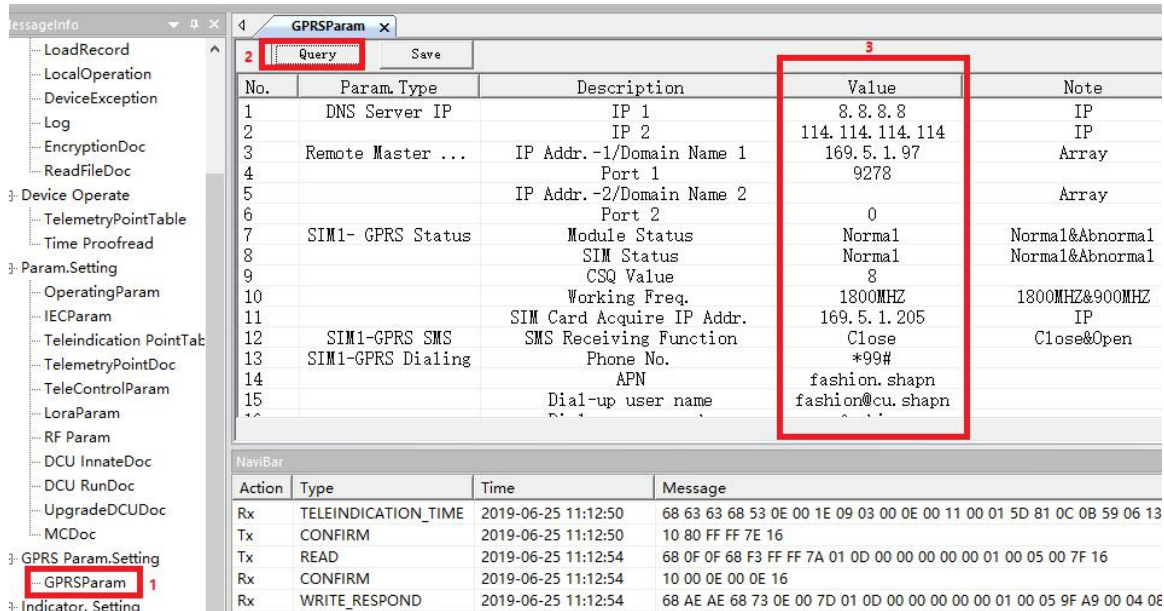 MessageInfo
LoadRecord
LocalOperation
DeviceException
Log
EncryptionDoc
ReadFileDoc
Device Operate
TelemetryPointTable
Time Proofread
Param.Setting
OperatingParam
IECParam
Teleindication PointTab
TelemetryPointDoc
TeleControlParam
LoraParam
RF Param
DCU InnateDoc
DCU RunDoc
UpgradeDCUDoc
MCDoc
GPRS Param.Setting
GPRSParam 1
Indicator. Setting
GPRSParam x
2 Query Save 3
No. Param.Type Description Value Note
1 DNS Server IP IP 1 8.8.8.8 IP
2 IP 2 114.114.114.114 IP
3 Remote Master ... IP Addr.-1/Domain Name 1 169.5.1.97 Array
4 Port 1 9278
5 IP Addr.-2/Domain Name 2 Array
6 Port 2 0
7 SIM1- GPRS Status Module Status Normal Normal&Abnormal
8 SIM Status Normal Normal&Abnormal
9 CSQ Value 8
10 Working Freq. 1800MHZ 1800MHZ&900MHZ
11 SIM Card Acquire IP Addr. 169.5.1.205 IP
12 SIM1-GPRS SMS SMS Receiving Function Close Close&Open
13 SIM1-GPRS Dialing Phone No. *99#
14 APN fashion.shapn
15 Dial-up user name fashion@cu.shapn
NaviBar
Action Type Time Message
Rx TELEINDICATION_TIME 2019-06-25 11:12:50 68 63 63 68 53 0E 00 1E 09 03 00 0E 00 11 00 01 5D 81 0C 0B 59 06 13
Tx CONFIRM 2019-06-25 11:12:50 10 80 FF FF 7E 16
Tx READ 2019-06-25 11:12:54 68 0F 0F 68 F3 FF FF 7A 01 0D 00 00 00 00 00 00 01 00 05 00 7F 16
Rx CONFIRM 2019-06-25 11:12:54 10 00 0E 00 0E 16
Rx WRITE_RESPOND 2019-06-25 11:12:54 68 AE AE 68 73 0E 00 7D 01 0D 00 00 00 00 00 00 01 00 05 9F A9 00 04 08